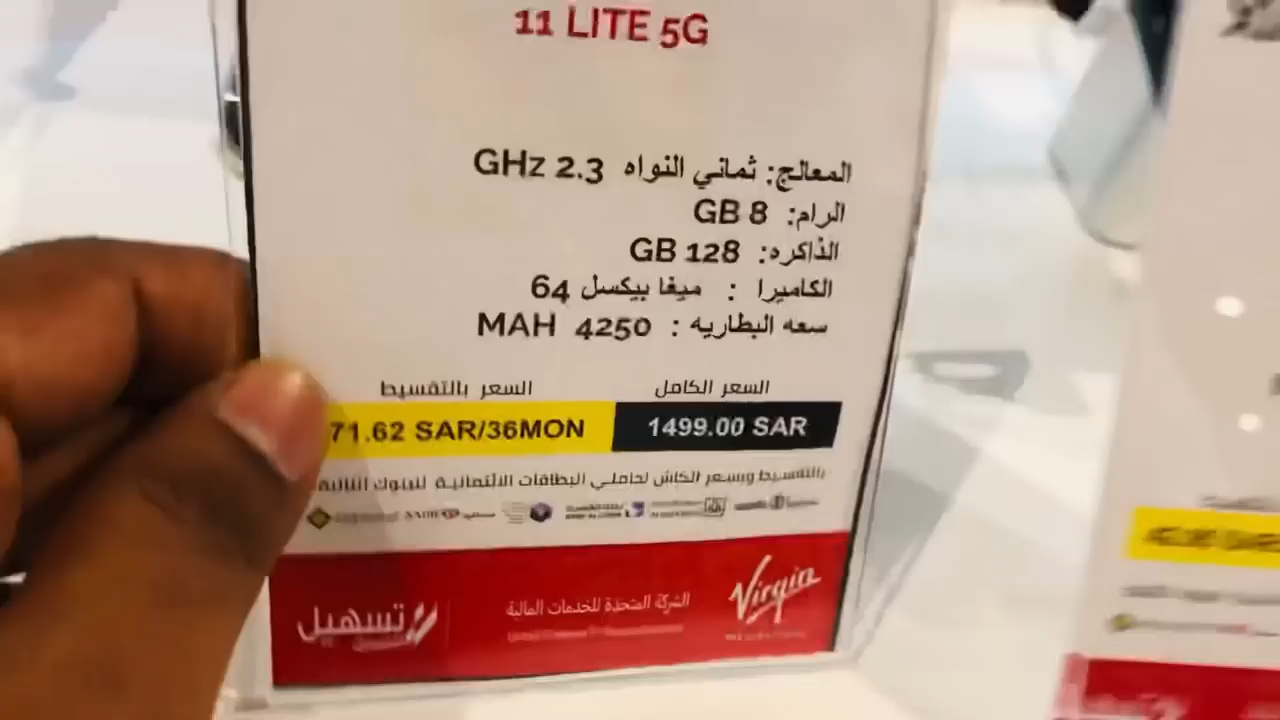 11 LITE 5G
المعالج: ثماني النواه GHz 2.3
الرام: GB 8
الذاكره: GB 128
الكاميرا : ميغا بيكسل 64
سعه البطاريه : MAH 4250
السعر الكامل
السعر بالتقسيط
1499.00 SAR
71.62 SAR/36MON
بالتقسيط وبسعر الكاش لحاملي البطاقات الائتمانية للبنوك التالية
Virgin
الشركة المتحدة للخدمات المالية
تسهيل